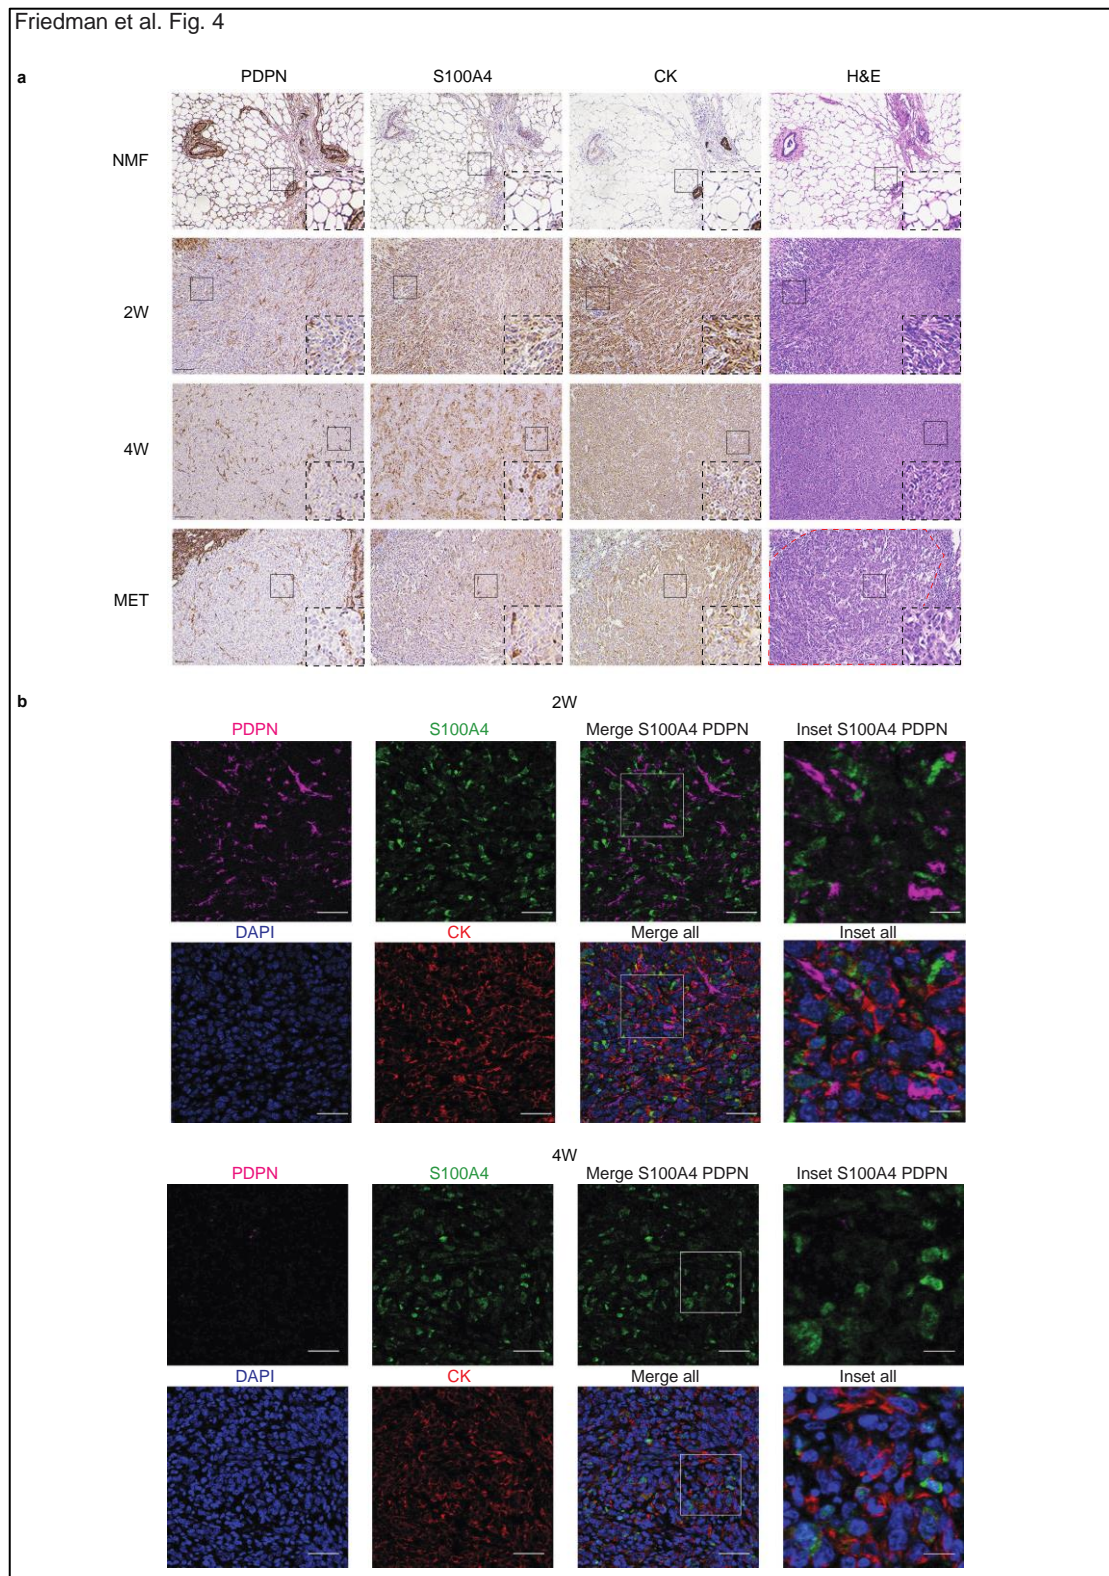 Friedman et al. Fig. 4
a
PDPN S100A4 CK H&E
NMF
2W
4W
MET
b
2W
PDPN S100A4 Merge S100A4 PDPN Inset S100A4 PDPN
DAPI CK Merge all Inset all
4W
PDPN S100A4 Merge S100A4 PDPN Inset S100A4 PDPN
DAPI CK Merge all Inset all